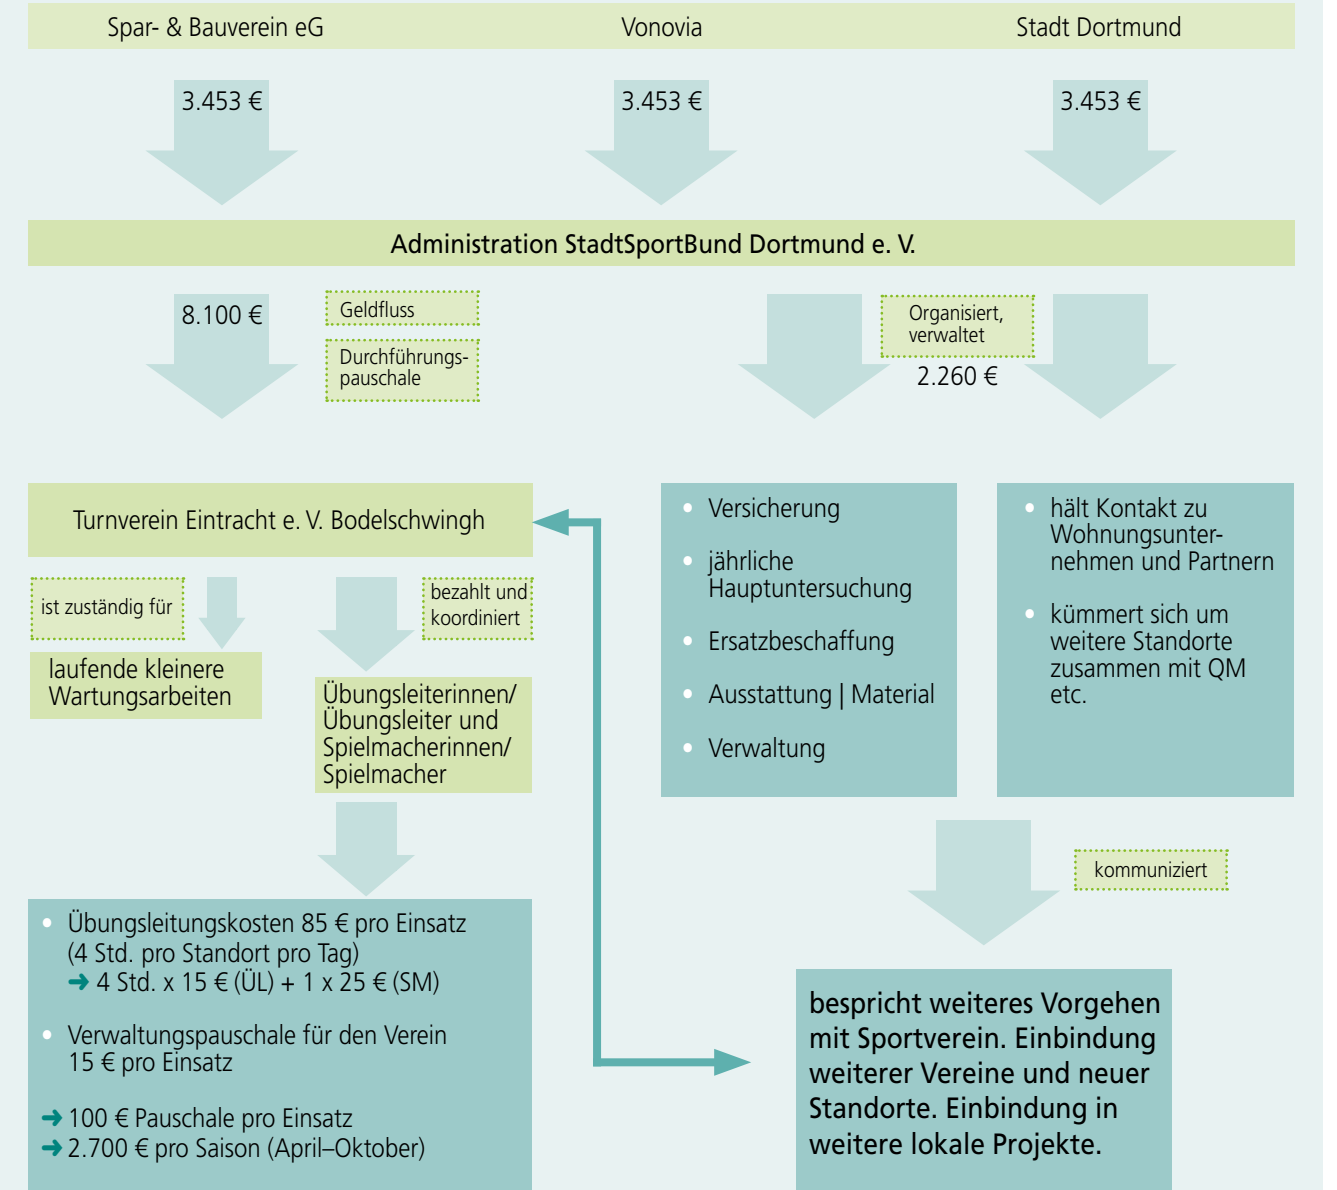 Spar- & Bauverein eG
Vonovia
Stadt Dortmund
3.453 €
3.453 €
3.453 €
Administration StadtSportBund Dortmund e. V.
8.100 €
Geldfluss
Durchführungs-
pauschale
Organisiert,
verwaltet
2.260 €
Turnverein Eintracht e. V. Bodelschwingh
ist zuständig für
bezahlt und
koordiniert
laufende kleinere
Wartungsarbeiten
Übungsleiterinnen/
Übungsleiter und
Spielmacherinnen/
Spielmacher
• Übungsleitungskosten 85 € pro Einsatz
(4 Std. pro Standort pro Tag)
➔ 4 Std. x 15 € (ÜL) + 1 x 25 € (SM)
• Verwaltungspauschale für den Verein
15 € pro Einsatz
➔ 100 € Pauschale pro Einsatz
➔ 2.700 € pro Saison (April–Oktober)
• Versicherung
• jährliche
Hauptuntersuchung
• Ersatzbeschaffung
• Ausstattung | Material
• Verwaltung
• hält Kontakt zu
Wohnungsunter-
nehmen und Partnern
• kümmert sich um
weitere Standorte
zusammen mit QM
etc.
kommuniziert
bespricht weiteres Vorgehen
mit Sportverein. Einbindung
weiterer Vereine und neuer
Standorte. Einbindung in
weitere lokale Projekte.